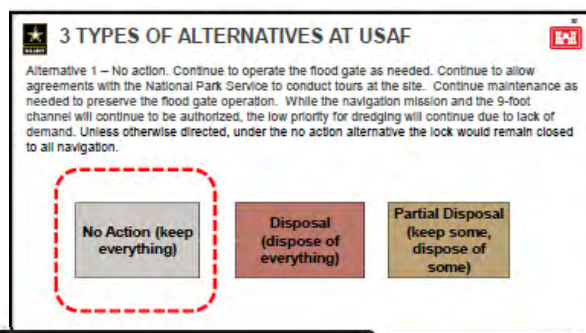 3 TYPES OF ALTERNATIVES AT USAF
Alternative 1 – No action. Continue to operate the flood gate as needed. Continue to allow
agreements with the National Park Service to conduct tours at the site.  Continue maintenance as
needed to preserve the flood gate operation.  While the navigation mission and the 9-foot
channel will continue to be authorized, the low priority for dredging will continue due to lack of
demand. Unless otherwise directed, under the no action alternative the lock would remain closed
to all navigation.
No Action (keep
everything)
Disposal
(dispose of
everything)
Partial Disposal
(keep some,
dispose of
some)